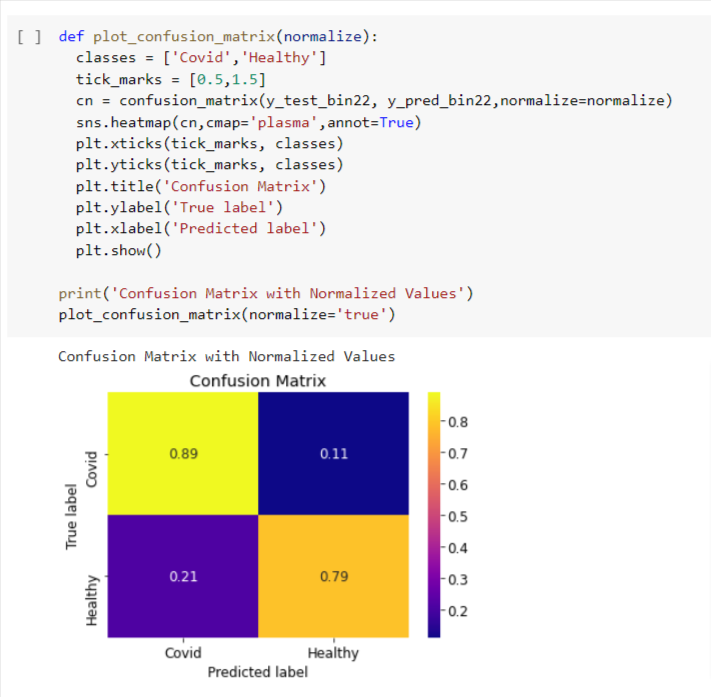 [ ] def plot_confusion_matrix(normalize):
classes = ['Covid','Healthy']
tick_marks = [0.5,1.5]
cn = confusion_matrix(y_test_bin22, y_pred_bin22,normalize=normalize)
sns.heatmap(cn,cmap='plasma',annot=True)
plt.xticks(tick_marks, classes)
plt.yticks(tick_marks, classes)
plt.title('Confusion Matrix')
plt.ylabel('True label')
plt.xlabel('Predicted label')
plt.show()
print('Confusion Matrix with Normalized Values')
plot_confusion_matrix(normalize='true')
Confusion Matrix with Normalized Values
Confusion Matrix
True label
Covid
Healthy
0.89 0.11
0.21 0.79
Covid Healthy
Predicted label
0.8
0.7
0.6
0.5
0.4
0.3
0.2